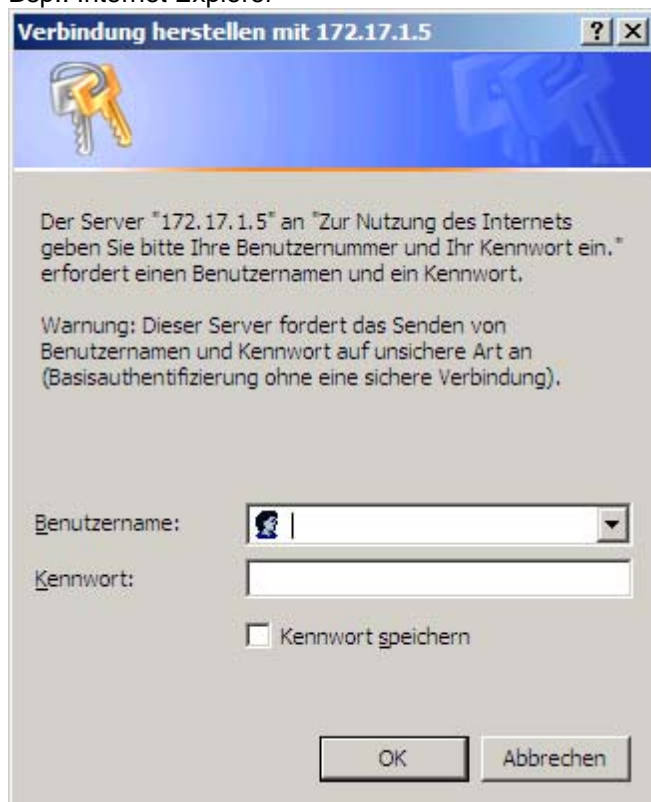 Bsp.: Internet Explorer
Verbindung herstellen mit 172.17.1.5
Der Server "172.17.1.5" an "Zur Nutzung des Internets
geben Sie bitte Ihre Benutzernummer und Ihr Kennwort ein."
erfordert einen Benutzernamen und ein Kennwort.
Warnung: Dieser Server fordert das Senden von
Benutzernamen und Kennwort auf unsichere Art an
(Basisauthentifizierung ohne eine sichere Verbindung).
Benutzername:
Kennwort:
Kennwort speichern
OK Abbrechen